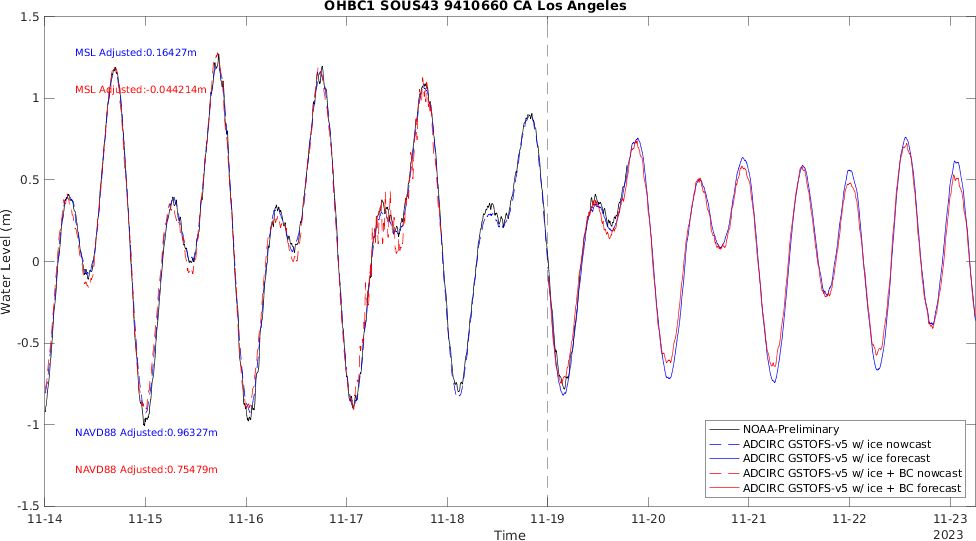 OHBC1 SOUS43 9410660 CA Los Angeles
1.5
MSL Adjusted:0.16427m
MSL Adjusted:-0.044214m
1
0.5
Water Level (m)
0
-0.5
-1
NAVD88 Adjusted:0.96327m
NAVD88 Adjusted:0.75479m
-1.5
NOAA-Preliminary
ADCIRC GSTOFS-v5 w/ ice nowcast
ADCIRC GSTOFS-v5 w/ ice forecast
ADCIRC GSTOFS-v5 w/ ice + BC nowcast
ADCIRC GSTOFS-v5 w/ ice + BC forecast
11-14 11-15 11-16 11-17 11-18 11-19 11-20 11-21 11-22 11-23
Time
2023